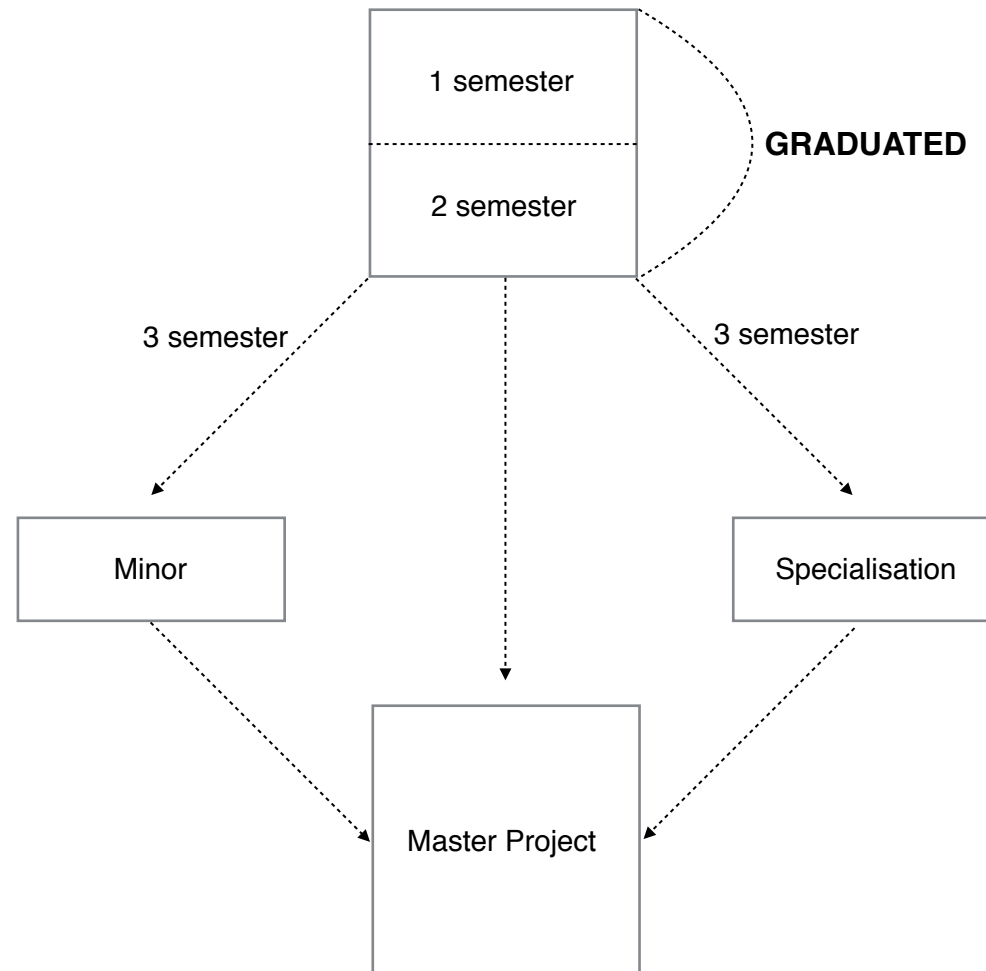 1 semester
GRADUATED
2 semester
3 semester
3 semester
Minor
Specialisation
Master Project